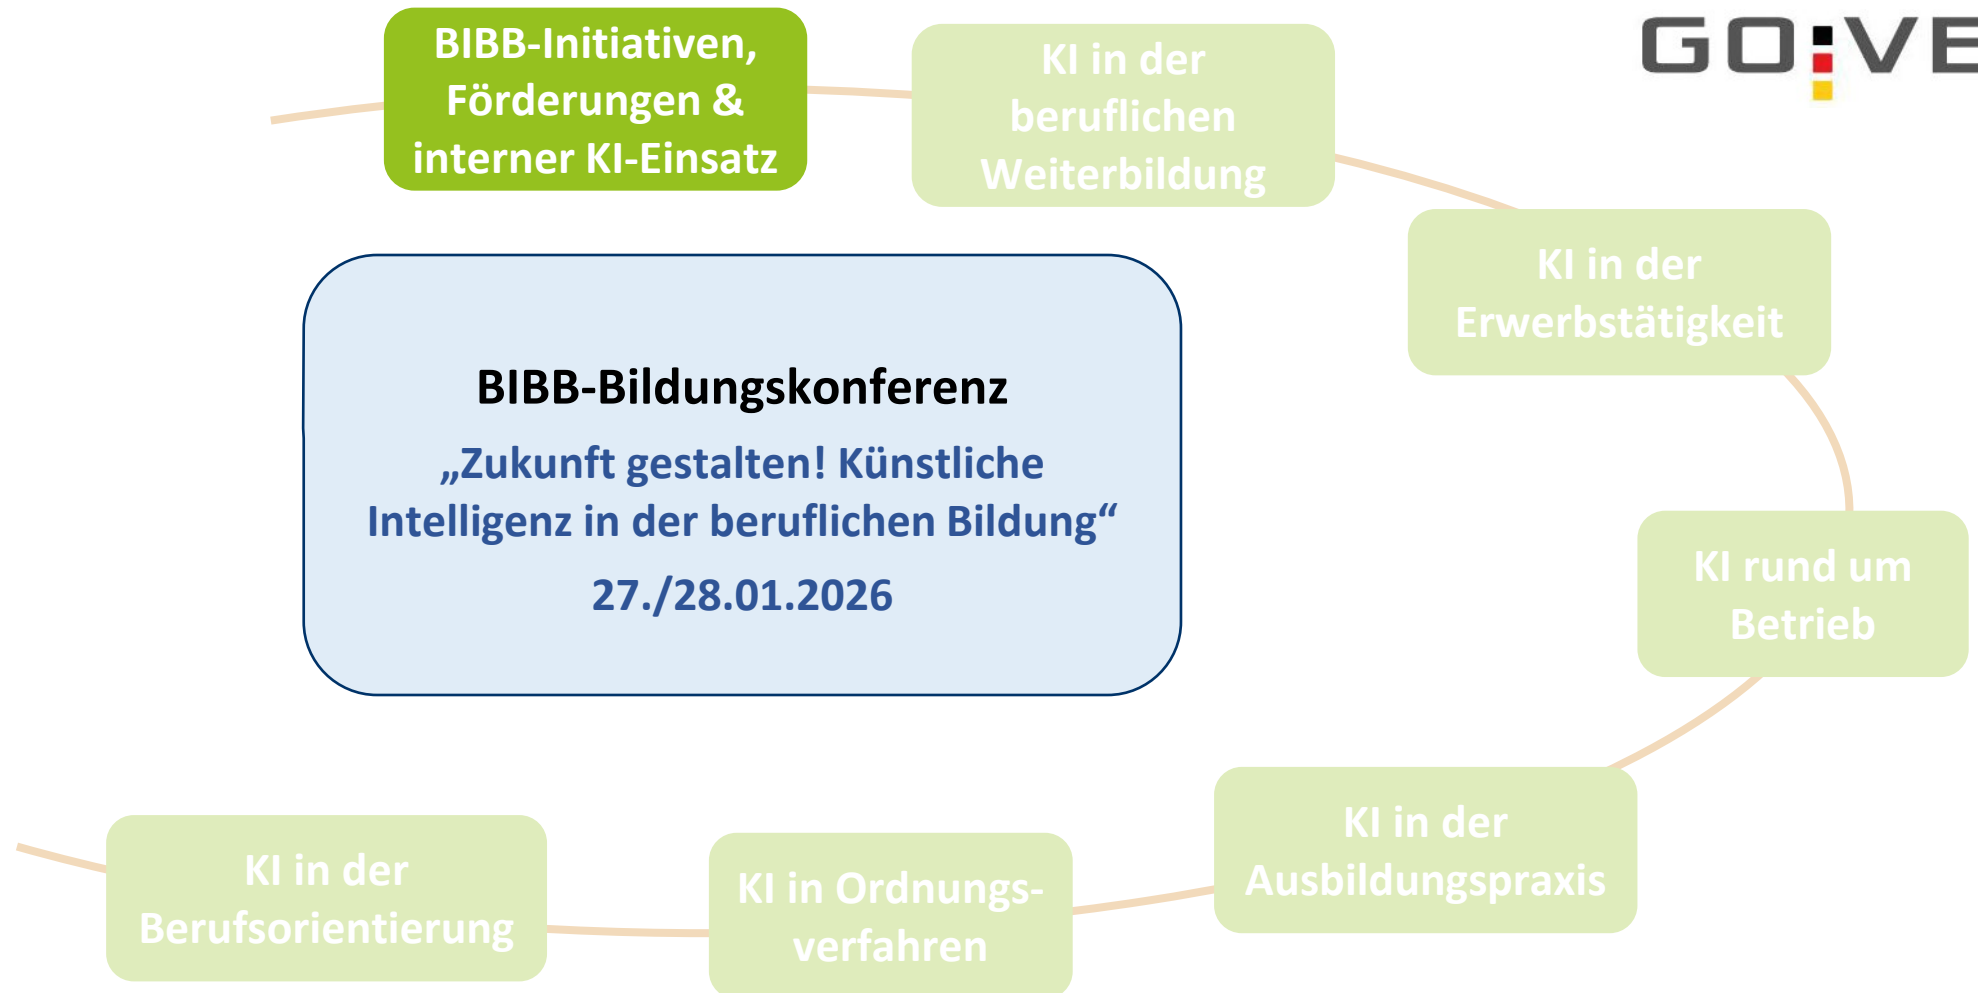 BIBB-Initiativen,
Förderungen &
interner KI-Einsatz
KI in der
beruflichen
Weiterbildung
GO:VE
KI in der
Erwerbstätigkeit
BIBB-Bildungskonferenz
„Zukunft gestalten! Künstliche
Intelligenz in der beruflichen Bildung“
27./28.01.2026
KI rund um
Betrieb
KI in der
Ausbildungspraxis
KI in Ordnungs-
verfahren
KI in der
Berufsorientierung